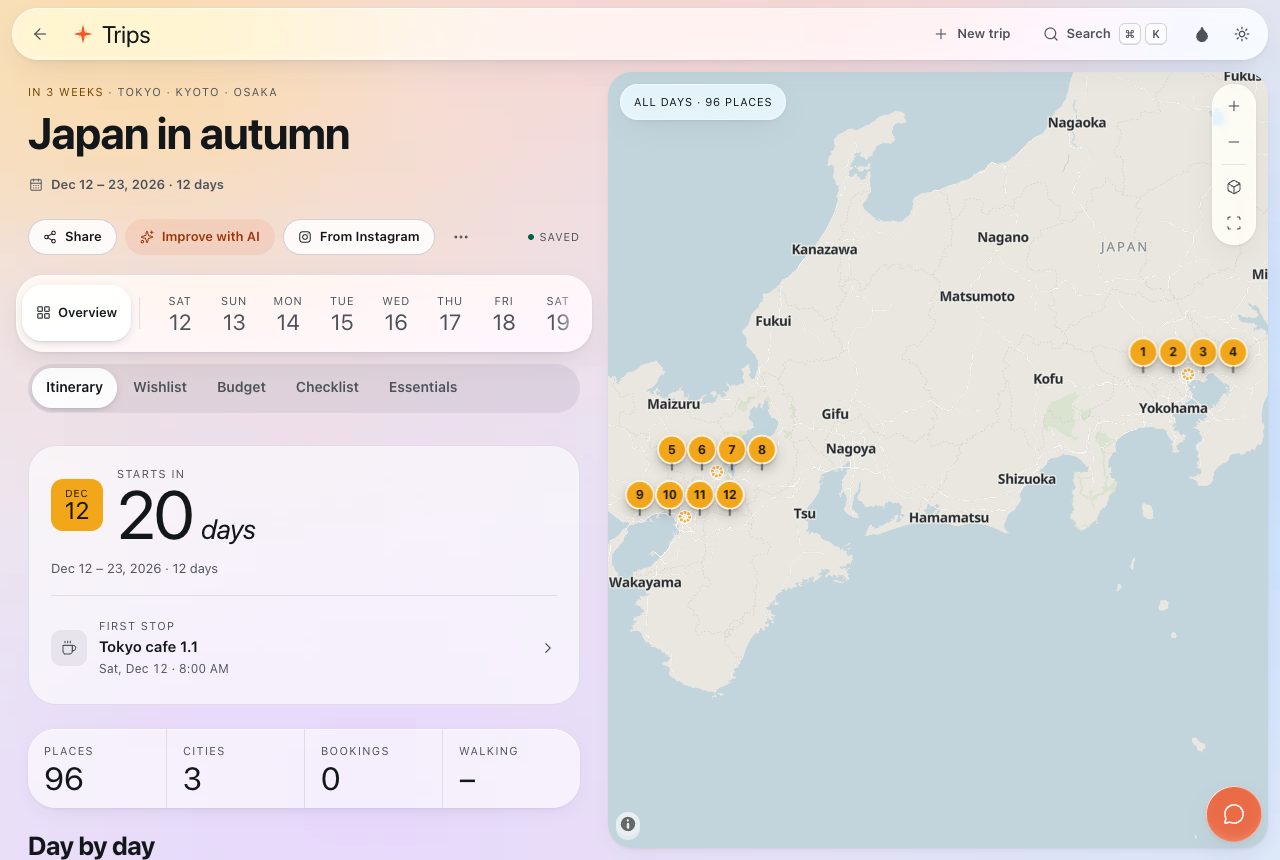 Trips
New trip
Search ⌘ K
IN 3 WEEKS · TOKYO · KYOTO · OSAKA
Japan in autumn
Dec 12 – 23, 2026 · 12 days
Share
Improve with AI
From Instagram
SAVED
Overview
SAT SUN MON TUE WED THU FRI SAT
12 13 14 15 16 17 18 19
Itinerary Wishlist Budget Checklist Essentials
DEC
12
STARTS IN
20 days
Dec 12 – 23, 2026 · 12 days
FIRST STOP
Tokyo cafe 1.1
Sat, Dec 12 · 8:00 AM
PLACES CITIES BOOKINGS WALKING
96 3 0 –
Day by day
ALL DAYS · 96 PLACES
Nagaoka
Kanazawa
Nagano
JAPAN
Matsumoto
Fukui
1 2 3 4
Kofu
Maizuru
Gifu
Yokohama
Nagoya
5 6 7 8
Shizuoka
9 10 11 12
Tsu
Hamamatsu
Wakayama